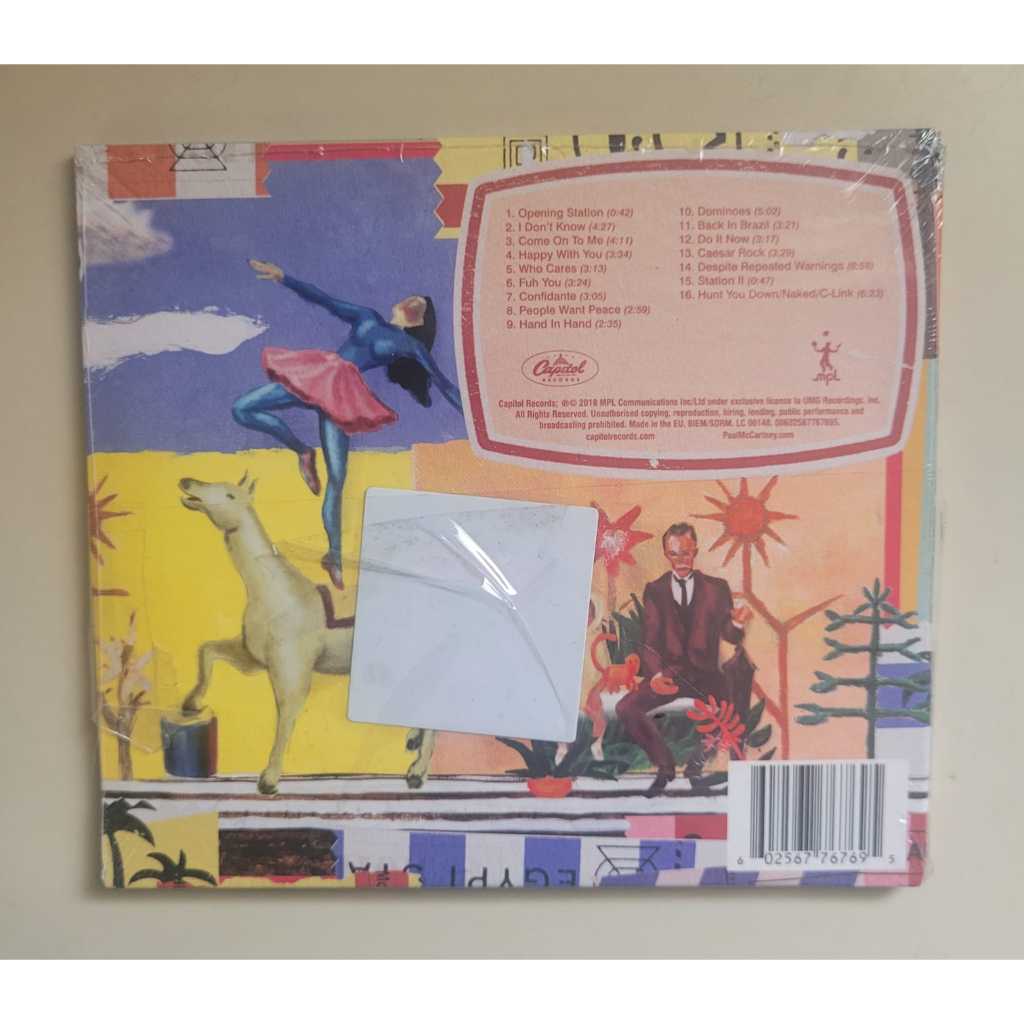 1. Opening Station (0:42)
2. I Don't Know (4:27)
3. Come On To Me (4:11)
4. Happy With You (3:34)
5. Who Cares (3:13)
6. Fuh You (3:24)
7. Confidante (3:05)
8. People Want Peace (2:59)
9. Hand In Hand (2:35)
10. Dominoes (5:02)
11. Back In Brazil (3:21)
12. Do It Now (3:17)
13. Caesar Rock (3:29)
14. Despite Repeated Warnings (6:58)
15. Station II (0:47)
16. Hunt You Down/Naked/C-Link (6:23)
Capitol
RECORDS
mpl
Capitol Records; ℗© 2018 MPL Communications Inc/Ltd under exclusive license to UMG Recordings, Inc.
All Rights Reserved. Unauthorised copying, reproduction, hiring, lending, public performance and
broadcasting prohibited. Made in the EU. BIEM/SDRM. LC 00148. 00602567767695.
capitolrecords.com PaulMcCartney.com
EGYPT STA
6 02567 76769 5